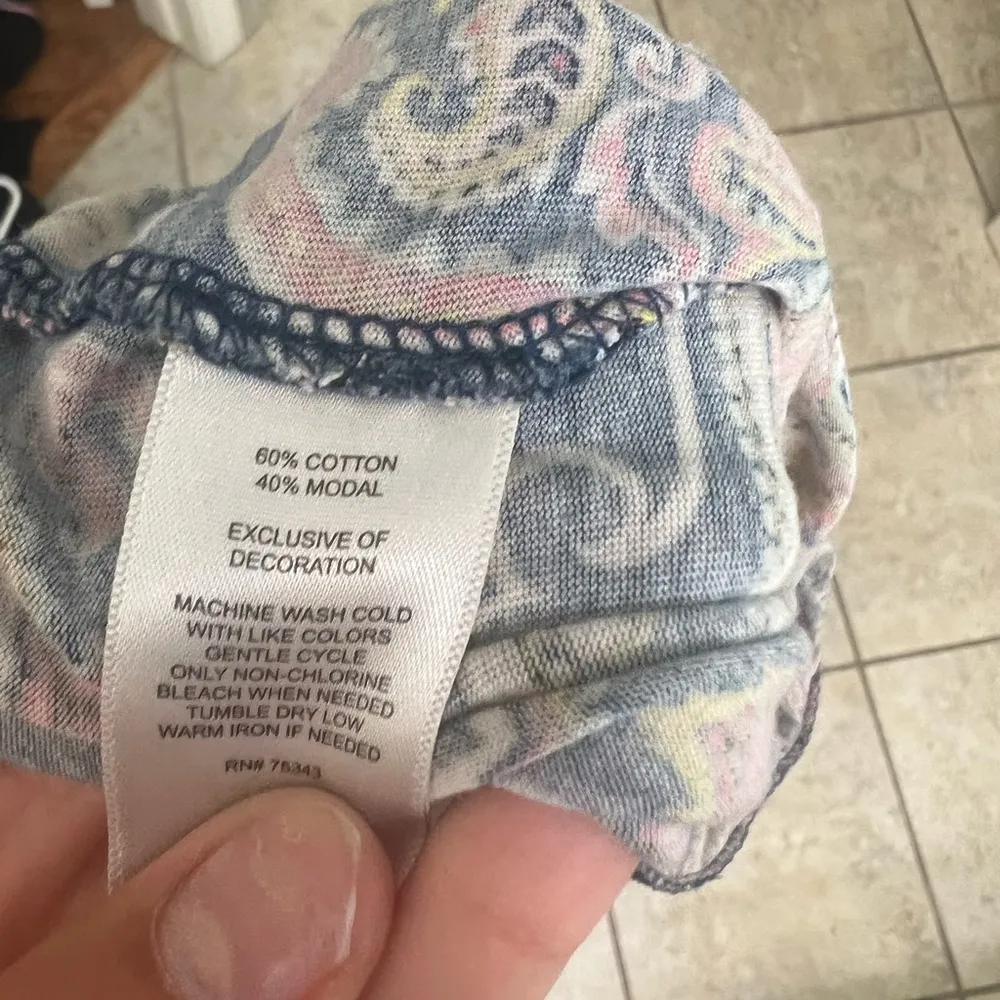 60% COTTON
40% MODAL
EXCLUSIVE OF
DECORATION
MACHINE WASH COLD
WITH LIKE COLORS
GENTLE CYCLE
ONLY NON-CHLORINE
BLEACH WHEN NEEDED
TUMBLE DRY LOW
WARM IRON IF NEEDED
RN# 75343